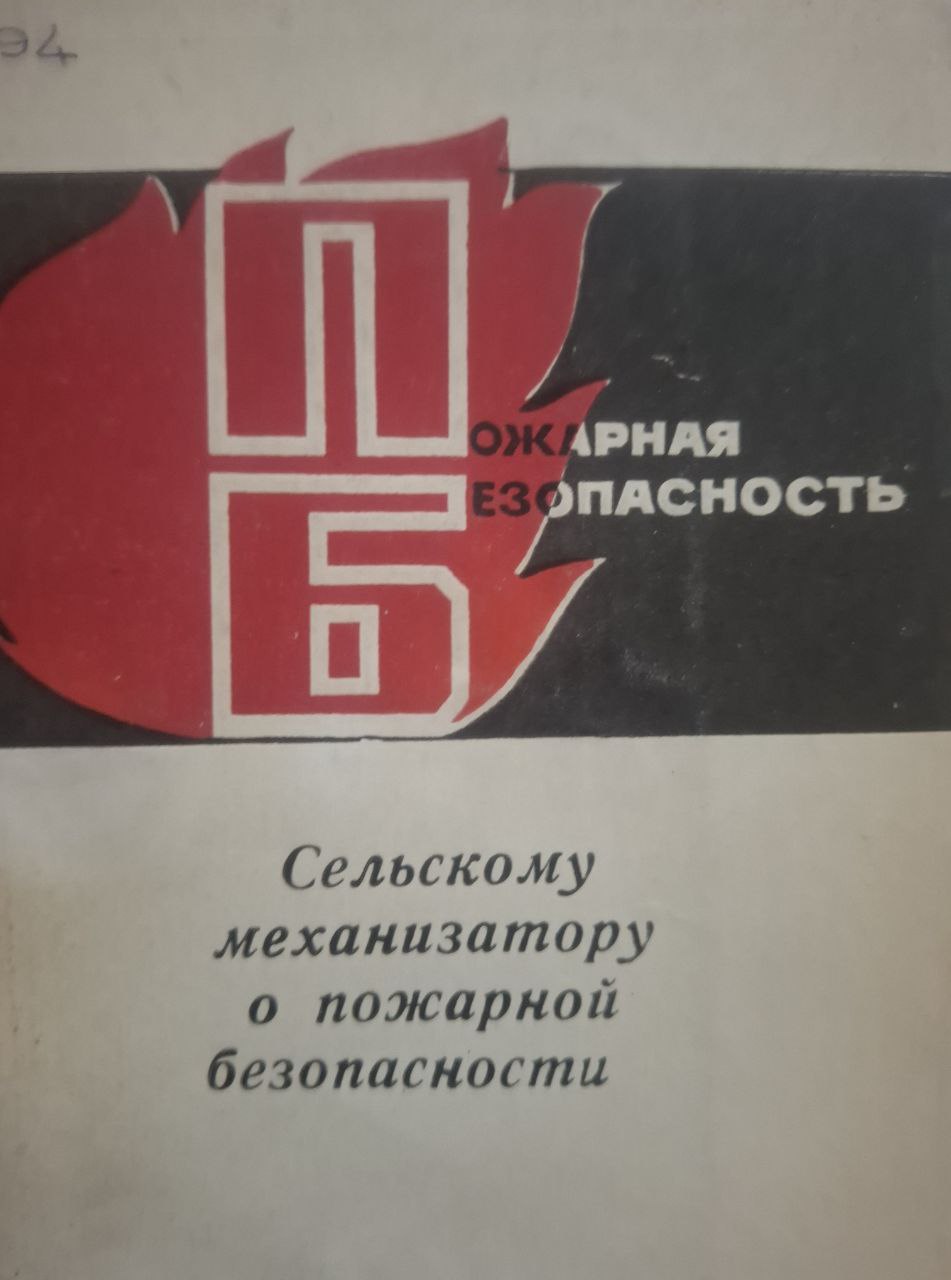 94
ПОЖАРНАЯ
БЕЗОПАСНОСТЬ
Сельскому
механизатору
о пожарной
безопасности